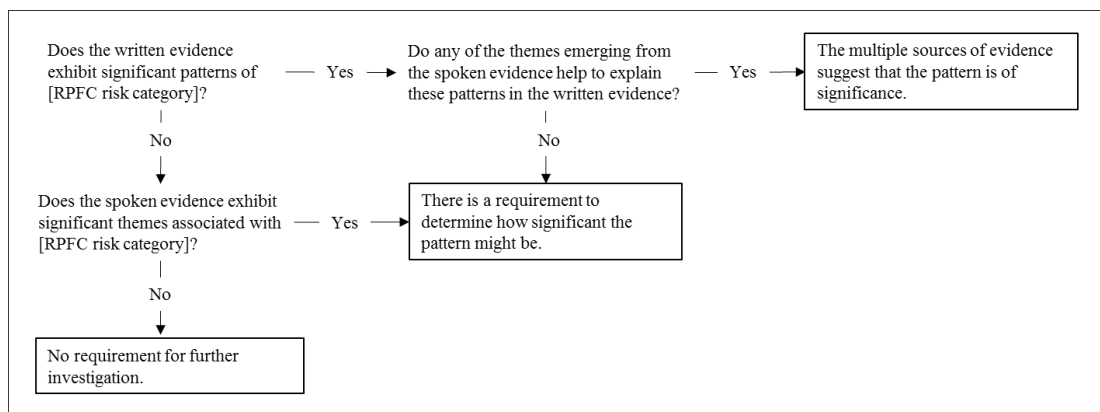 Does the written evidence
exhibit significant patterns of
[RPFC risk category]?
Yes
Do any of the themes emerging from
the spoken evidence help to explain
these patterns in the written evidence?
Yes
The multiple sources of evidence
suggest that the pattern is of
significance.
No
No
Does the spoken evidence exhibit
significant themes associated with
[RPFC risk category]?
Yes
There is a requirement to
determine how significant the
pattern might be.
No
No requirement for further
investigation.